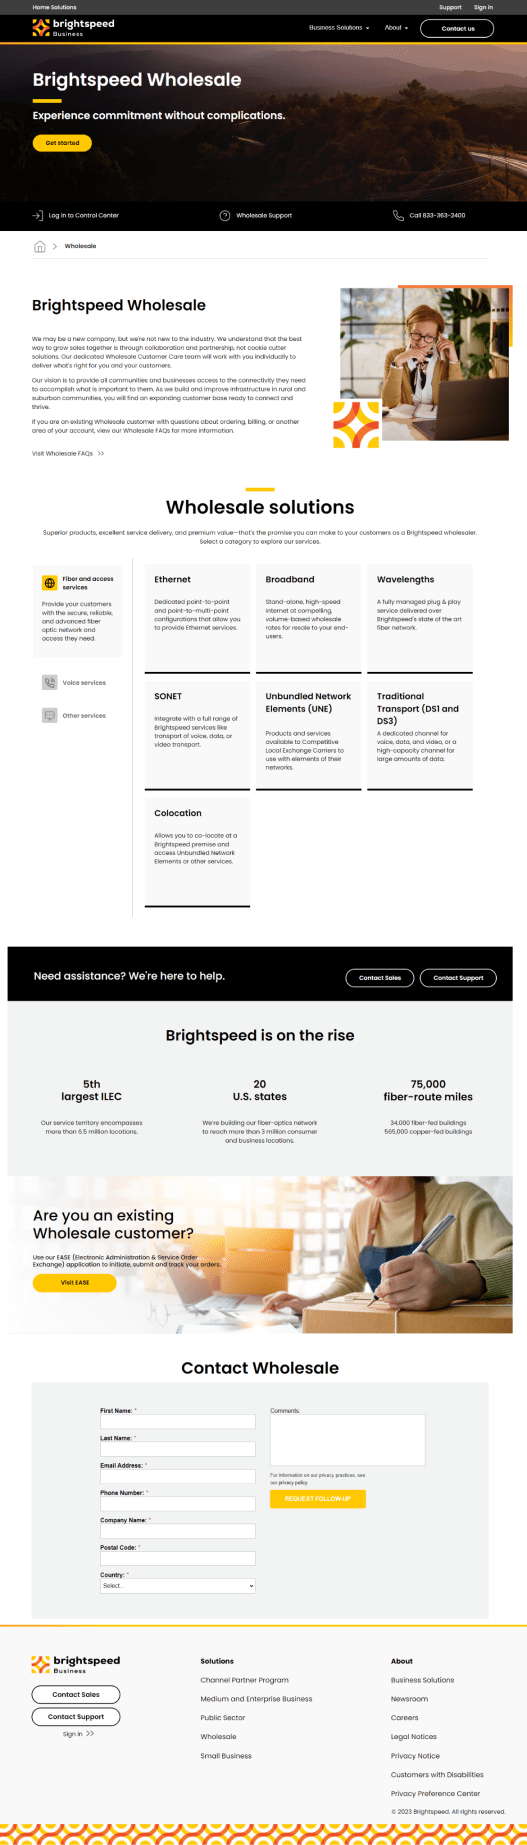 Home Solutions
Support
Sign in
brightspeed
Business
Business Solutions
About
Contact us
Brightspeed Wholesale
Experience commitment without complications.
Get started
Log in to Control Center
Wholesale Support
Call 833-363-2400
Wholesale
Brightspeed Wholesale
We may be a new company, but we're not new to the industry. We understand that the best
way to grow sales together is through collaboration and partnership, not cookie cutter
solutions. Our dedicated Wholesale Customer Care team will work with you individually to
deliver what's right for you and your customers.
Our vision is to provide all communities and businesses access to the connectivity they need
to accomplish what is important to them. As we build and improve infrastructure in rural and
suburban communities, you will find an expanding customer base ready to connect and
thrive.
If you are an existing Wholesale customer with questions about ordering, billing, or another
area of your account, view our Wholesale FAQs for more information.
Visit Wholesale FAQs
Wholesale solutions
Superior products, excellent service delivery, and premium value—that's the promise you can make to your customers as a Brightspeed wholesaler.
Select a category to explore our services.
Fiber and access
services
Provide your customers
with the secure, reliable,
and advanced fiber
optic network and
access they need.
Voice services
Other services
Ethernet
Dedicated point-to-point
and point-to-multi-point
configurations that allow you
to provide Ethernet services.
Broadband
Stand-alone, high-speed
internet at compelling,
volume-based wholesale
rates for resale to your end-
users.
Wavelengths
A fully managed plug & play
service delivered over
Brightspeed's state of the art
fiber network.
SONET
Integrate with a full range of
Brightspeed services like
transport of voice, data, or
video transport.
Unbundled Network
Elements (UNE)
Products and services
available to Competitive
Local Exchange Carriers to
use with elements of their
networks.
Traditional
Transport (DS1 and
DS3)
A dedicated channel for
voice, data, and video, or a
high-capacity channel for
large amounts of data.
Colocation
Allows you to co-locate at a
Brightspeed premise and
access Unbundled Network
Elements or other services.
Need assistance? We're here to help.
Contact Sales
Contact Support
Brightspeed is on the rise
5th
largest ILEC
Our service territory encompasses
more than 6.5 million locations.
20
U.S. states
We're building our fiber-optics network
to reach more than 3 million consumer
and business locations.
75,000
fiber-route miles
34,000 fiber-fed buildings
565,000 copper-fed buildings
Are you an existing
Wholesale customer?
Use our EASE (Electronic Administration & Service Order
Exchange) application to initiate, submit and track your orders.
Visit EASE
Contact Wholesale
First Name: *
Last Name: *
Email Address: *
Phone Number: *
Company Name: *
Postal Code: *
Country: *
Select...
Comments:
For information on our privacy practices, see
our privacy policy
REQUEST FOLLOW-UP
brightspeed
Business
Contact Sales
Contact Support
Sign in
Solutions
Channel Partner Program
Medium and Enterprise Business
Public Sector
Wholesale
Small Business
About
Business Solutions
Newsroom
Careers
Legal Notices
Privacy Notice
Customers with Disabilities
Privacy Preference Center
© 2023 Brightspeed. All rights reserved.